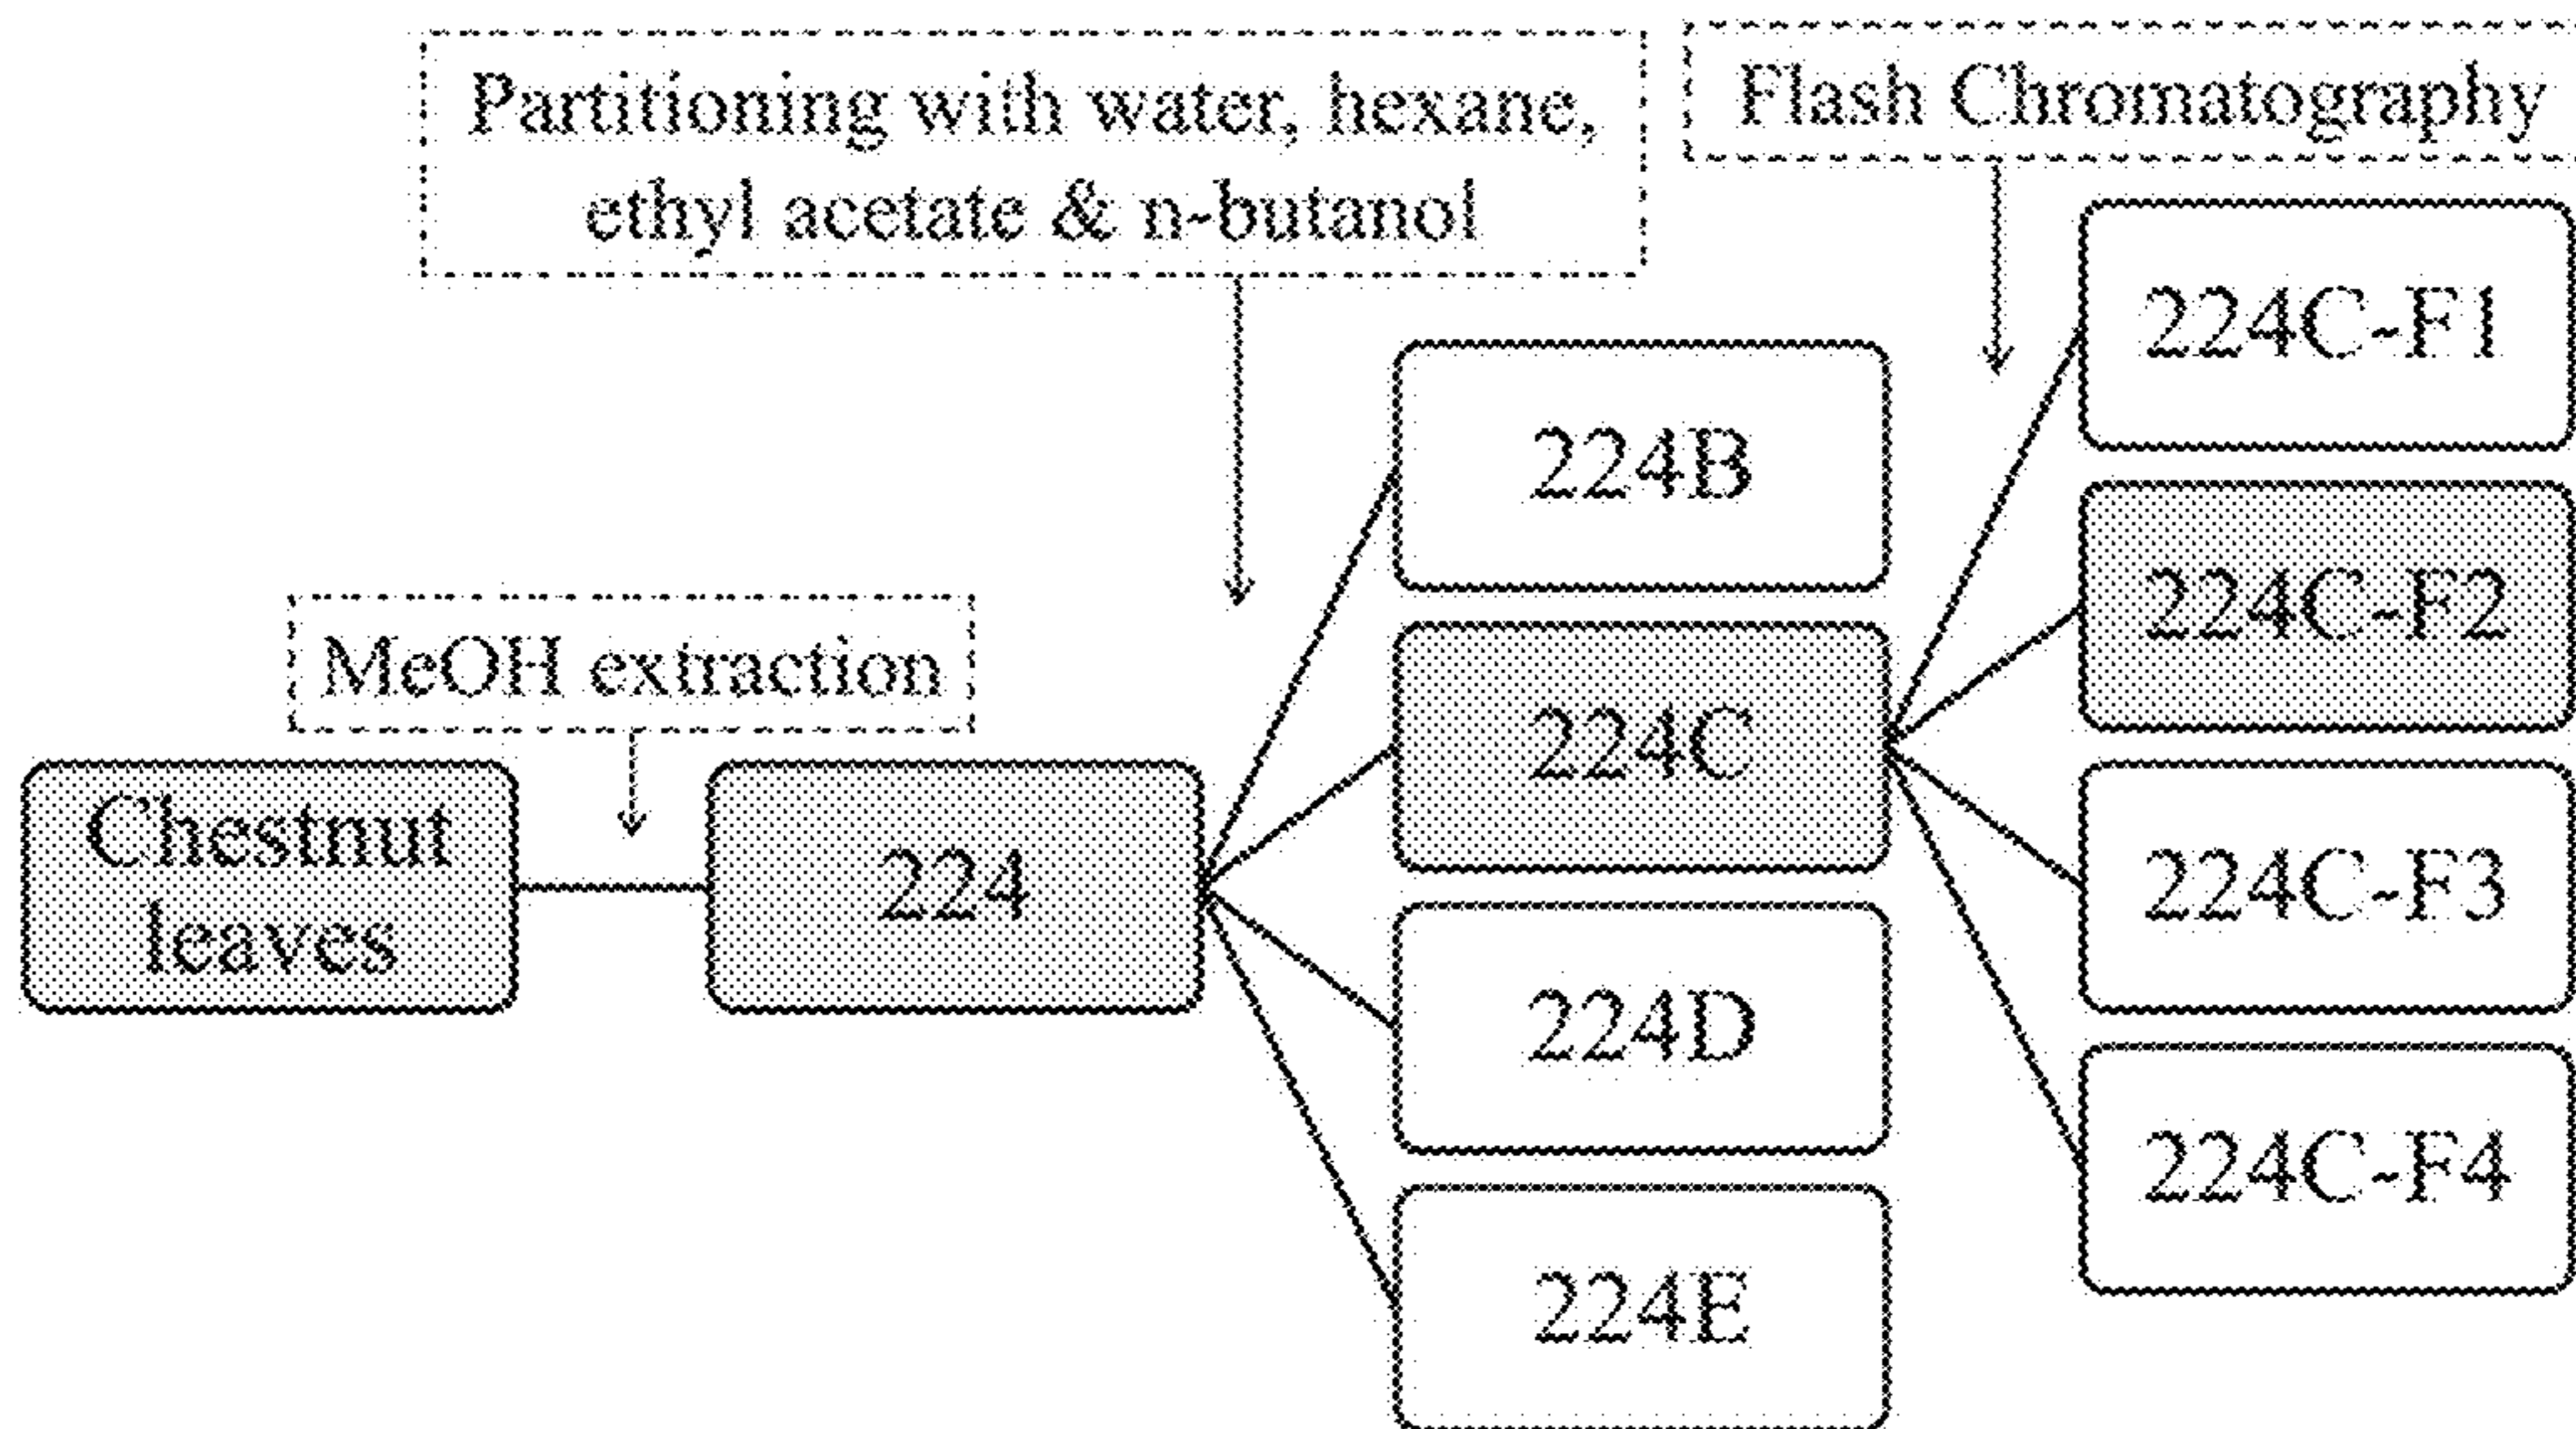 Partitioning with water, hexane,
ethyl acetate & n-butanol
Flash Chromatography
MeOH extraction
Chestnut
leaves
224
224B
224C
224D
224E
224C-F1
224C-F2
224C-F3
224C-F4